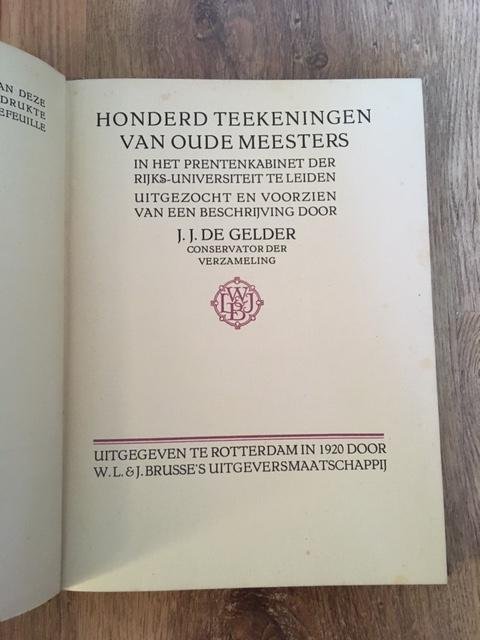 AN DEZE
DRUKTE
EFEUILLE
HONDERD TEEKENINGEN
VAN OUDE MEESTERS
IN HET PRENTENKABINET DER
RIJKS-UNIVERSITEIT TE LEIDEN
UITGEZOCHT EN VOORZIEN
VAN EEN BESCHRIJVING DOOR
J. J. DE GELDER
CONSERVATOR DER
VERZAMELING
UITGEGEVEN TE ROTTERDAM IN 1920 DOOR
W. L. & J. BRUSSE'S UITGEVERSMAATSCHAPPIJ